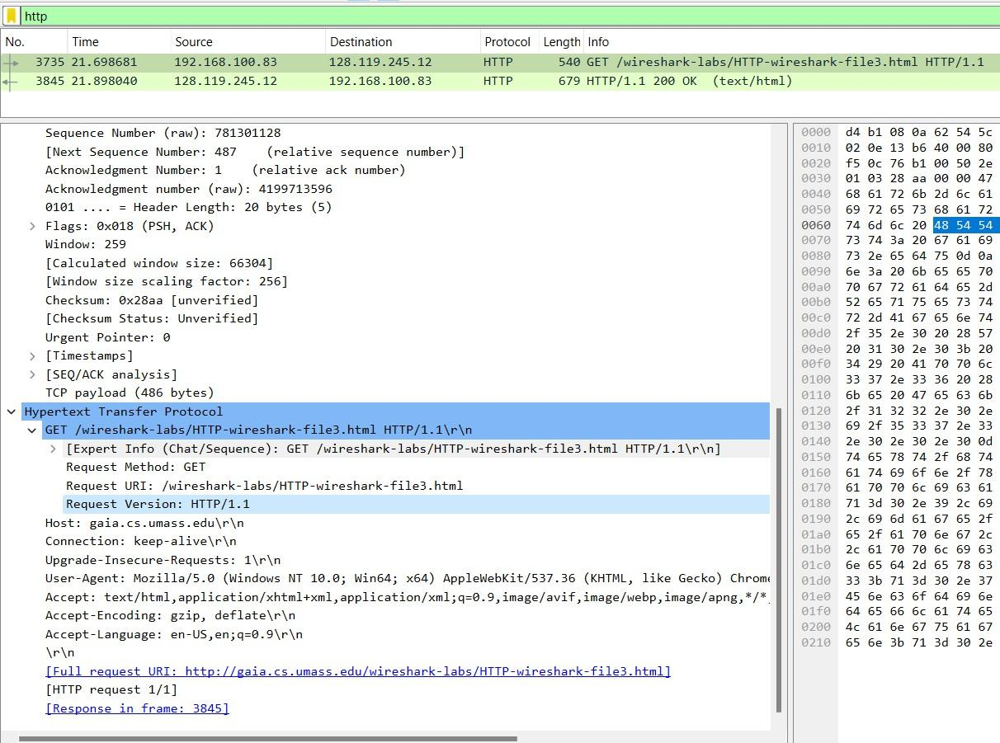 http
No. Time Source Destination Protocol Length Info
3735 21.698681 192.168.100.83 128.119.245.12 HTTP 540 GET /wireshark-labs/HTTP-wireshark-file3.html HTTP/1.1
3845 21.898040 128.119.245.12 192.168.100.83 HTTP 679 HTTP/1.1 200 OK (text/html)
Sequence Number (raw): 781301128
[Next Sequence Number: 487 (relative sequence number)]
Acknowledgment Number: 1 (relative ack number)
Acknowledgment number (raw): 4199713596
0101 .... = Header Length: 20 bytes (5)
Flags: 0x018 (PSH, ACK)
Window: 259
[Calculated window size: 66304]
[Window size scaling factor: 256]
Checksum: 0x28aa [unverified]
[Checksum Status: Unverified]
Urgent Pointer: 0
[Timestamps]
[SEQ/ACK analysis]
TCP payload (486 bytes)
Hypertext Transfer Protocol
GET /wireshark-labs/HTTP-wireshark-file3.html HTTP/1.1\r\n
[Expert Info (Chat/Sequence): GET /wireshark-labs/HTTP-wireshark-file3.html HTTP/1.1\r\n]
Request Method: GET
Request URI: /wireshark-labs/HTTP-wireshark-file3.html
Request Version: HTTP/1.1
Host: gaia.cs.umass.edu\r\n
Connection: keep-alive\r\n
Upgrade-Insecure-Requests: 1\r\n
User-Agent: Mozilla/5.0 (Windows NT 10.0; Win64; x64) AppleWebKit/537.36 (KHTML, like Gecko) Chrome
Accept: text/html,application/xhtml+xml,application/xml;q=0.9,image/avif,image/webp,image/apng,*/*
Accept-Encoding: gzip, deflate\r\n
Accept-Language: en-US,en;q=0.9\r\n
\r\n
[Full request URI: http://gaia.cs.umass.edu/wireshark-labs/HTTP-wireshark-file3.html]
[HTTP request 1/1]
[Response in frame: 3845]
0000 d4 b1 08 0a 62 54 5c
0010 02 0e 13 b6 40 00 80
0020 f5 0c 76 b1 00 50 2e
0030 01 03 28 aa 00 00 47
0040 68 61 72 6b 2d 6c 61
0050 69 72 65 73 68 61 72
0060 74 6d 6c 20 48 54 54
0070 73 74 3a 20 67 61 69
0080 73 2e 65 64 75 0d 0a
0090 6e 3a 20 6b 65 65 70
00a0 70 67 72 61 64 65 2d
00b0 52 65 71 75 65 73 74
00c0 72 2d 41 67 65 6e 74
00d0 2f 35 2e 30 20 28 57
00e0 20 31 30 2e 30 3b 20
00f0 34 29 20 41 70 70 6c
0100 33 37 2e 33 36 20 28
0110 6b 65 20 47 65 63 6b
0120 2f 31 32 32 2e 30 2e
0130 69 2f 35 33 37 2e 33
0140 2e 30 2e 30 2e 30 0d
0150 74 65 78 74 2f 68 74
0160 61 74 69 6f 6e 2f 78
0170 61 70 70 6c 69 63 61
0180 71 3d 30 2e 39 2c 69
0190 2c 69 6d 61 67 65 2f
01a0 65 2f 61 70 6e 67 2c
01b0 2c 61 70 70 6c 69 63
01c0 6e 65 64 2d 65 78 63
01d0 33 3b 71 3d 30 2e 37
01e0 45 6e 63 6f 64 69 6e
01f0 64 65 66 6c 61 74 65
0200 4c 61 6e 67 75 61 67
0210 65 6e 3b 71 3d 30 2e